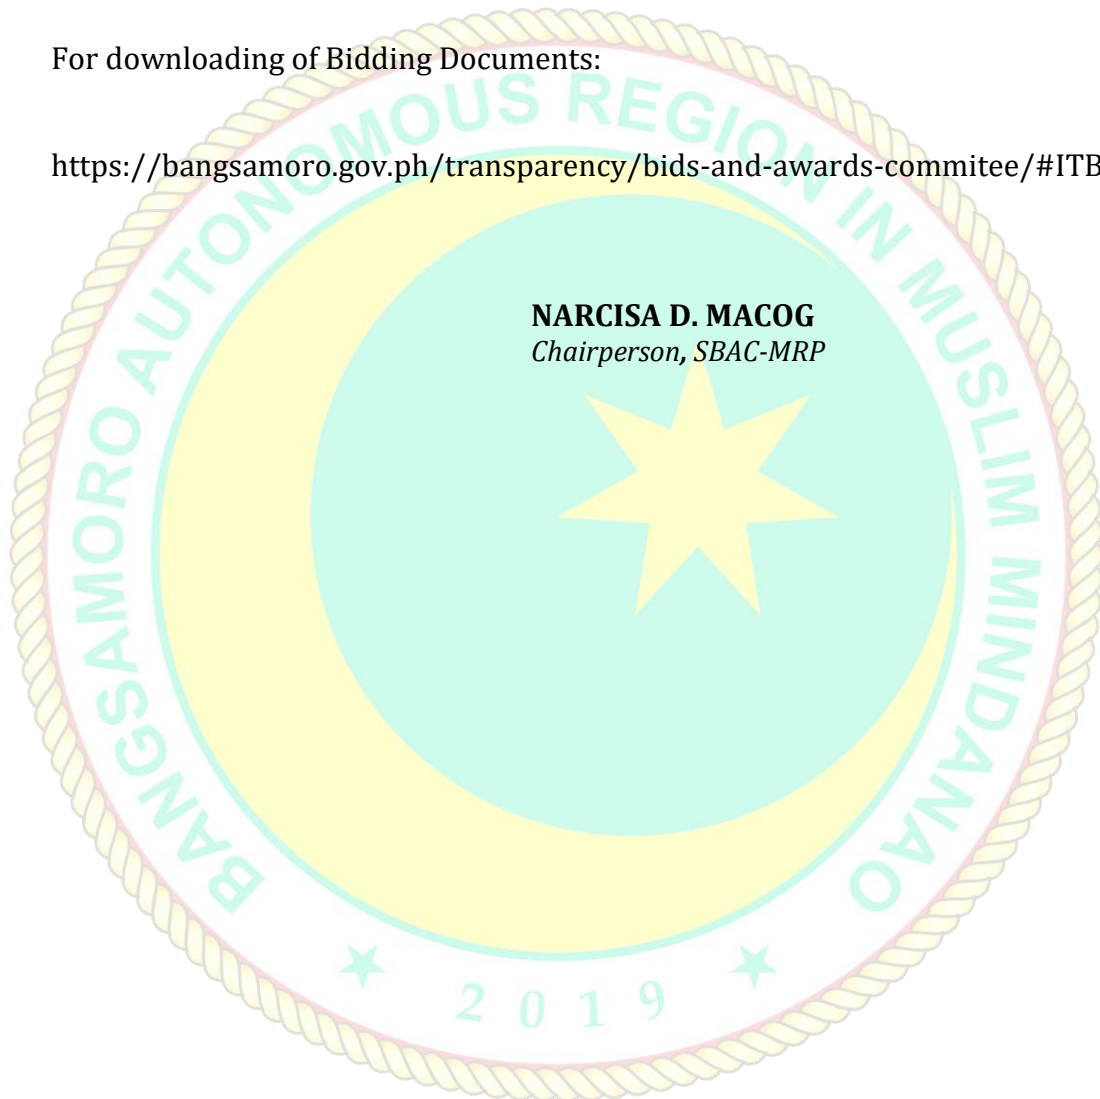 For downloading of Bidding Documents:
https://bangsamoro.gov.ph/transparency/bids-and-awards-commitee/#ITB
NARCISA D. MACOG
Chairperson, SBAC-MRP
BANGSAMORO AUTONOMOUS REGION IN MUSLIM MINDANAO
2019